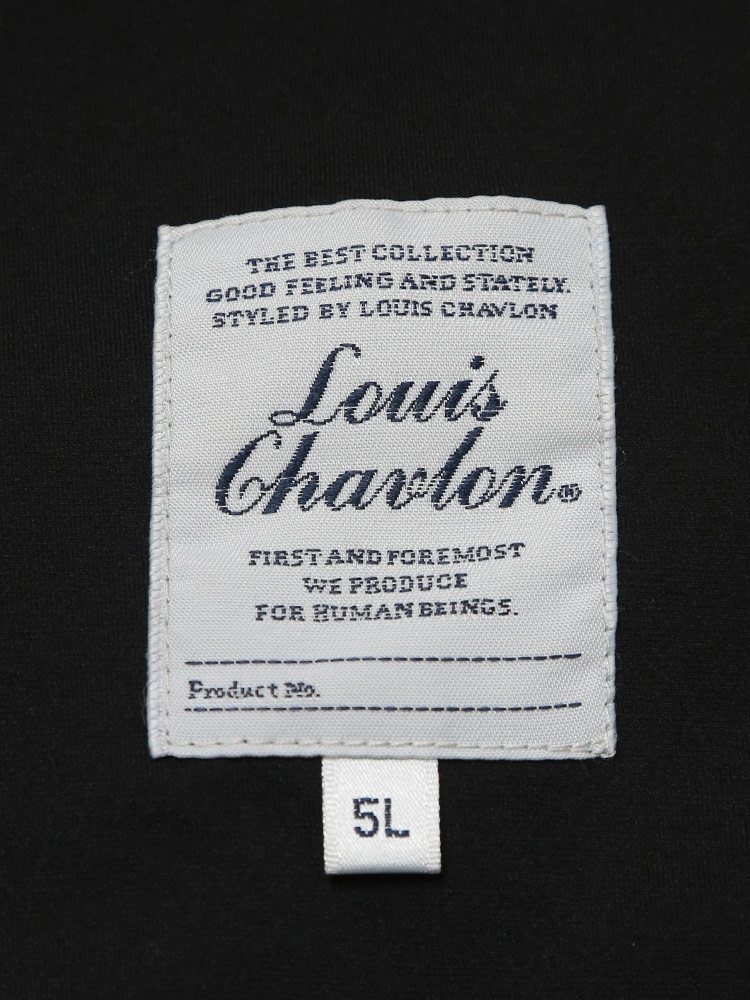 THE BEST COLLECTION
GOOD FEELING AND STATELY.
STYLED BY LOUIS CHAVLON
Louis
Chavlon®
FIRST AND FOREMOST
WE PRODUCE
FOR HUMAN BEINGS.
Product No.
5L